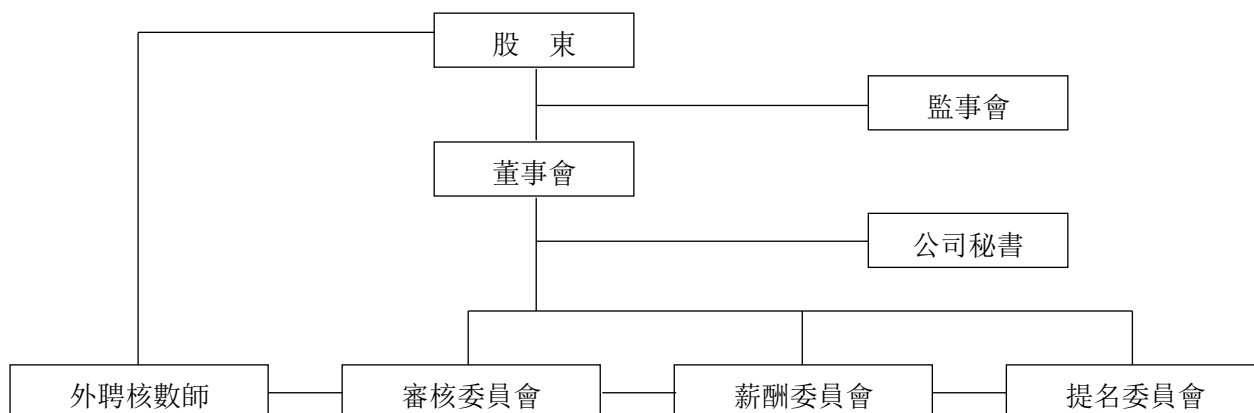 股　東
監事會
董事會
公司秘書
外聘核數師
審核委員會
薪酬委員會
提名委員會